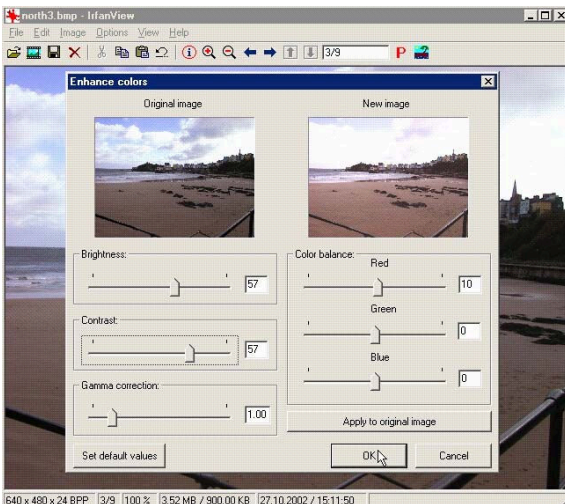 north3.bmp - IrfanView
File Edit Image Options View Help
3/9 P
Enhance colors
Original image New image
Brightness:
57
Contrast:
57
Gamma correction:
1.00
Color balance:
Red
10
Green
0
Blue
0
Apply to original image
Set default values OK Cancel
640 x 480 x 24 BPP 3/9 100 % 3.52 MB / 900.00 KB 27.10.2002 / 15:11:50